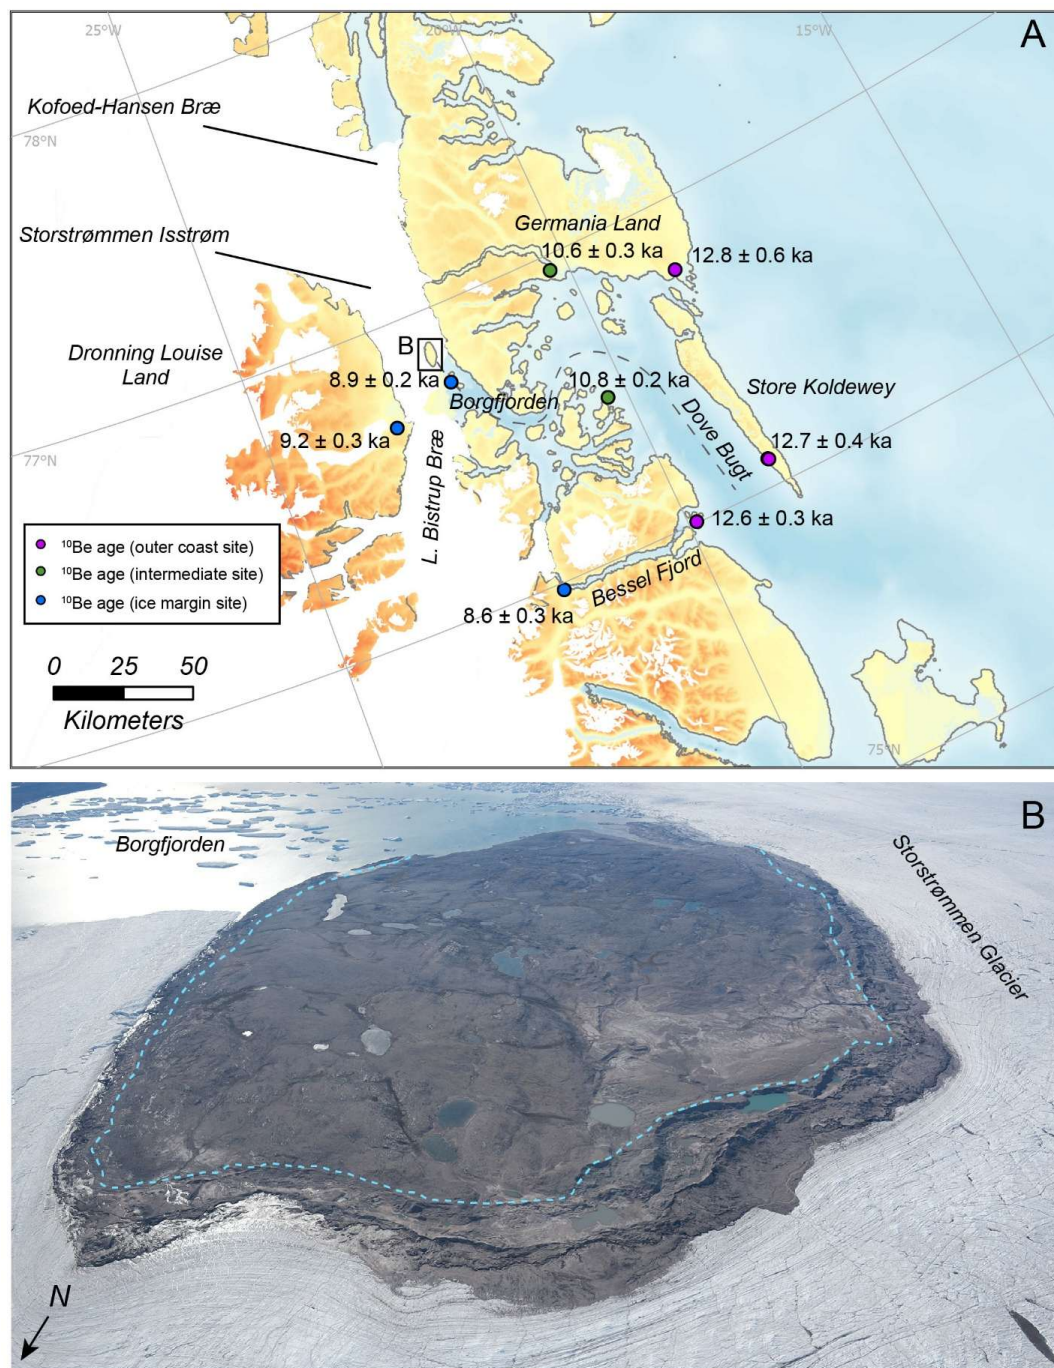 A
25°W
20°W
15°W
Kofoed-Hansen Bræ
78°N
Storstrømmen Isstrøm
Germania Land
10.6 ± 0.3 ka
12.8 ± 0.6 ka
Dronning Louise
Land
B
8.9 ± 0.2 ka
Borgfjorden
10.8 ± 0.2 ka
Store Koldewey
9.2 ± 0.3 ka
Dove Bugt
12.7 ± 0.4 ka
77°N
L. Bistrup Bræ
12.6 ± 0.3 ka
¹⁰Be age (outer coast site)
¹⁰Be age (intermediate site)
¹⁰Be age (ice margin site)
Bessel Fjord
8.6 ± 0.3 ka
0 25 50
Kilometers
75°N
B
Borgfjorden
Storstrømmen Glacier
N